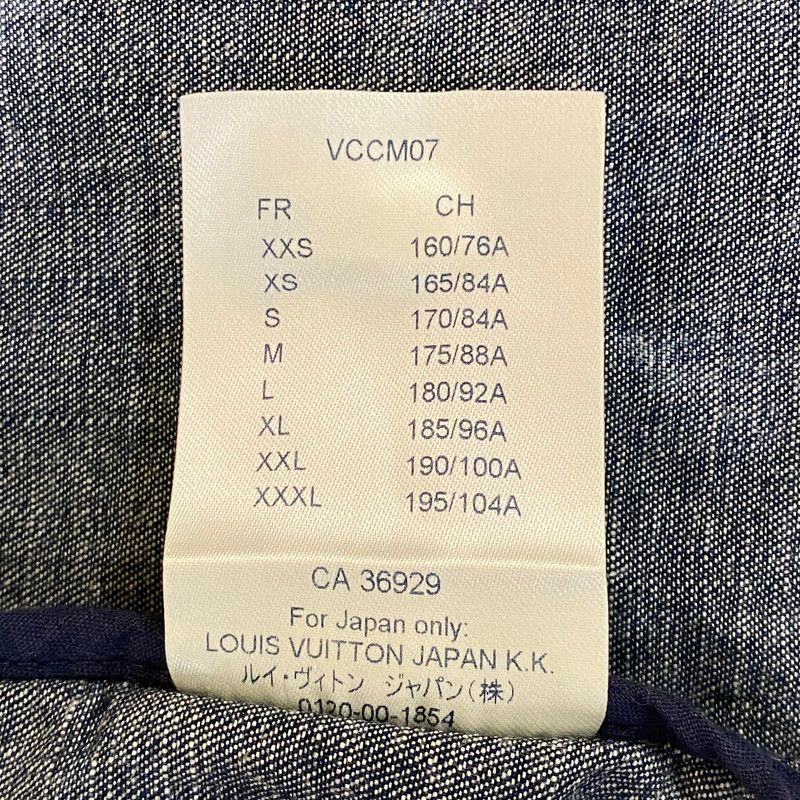 VCCM07
FR CH
XXS 160/76A
XS 165/84A
S 170/84A
M 175/88A
L 180/92A
XL 185/96A
XXL 190/100A
XXXL 195/104A
CA 36929
For Japan only:
LOUIS VUITTON JAPAN K.K.
ルイ・ヴィトン ジャパン(株)
0120-00-1854